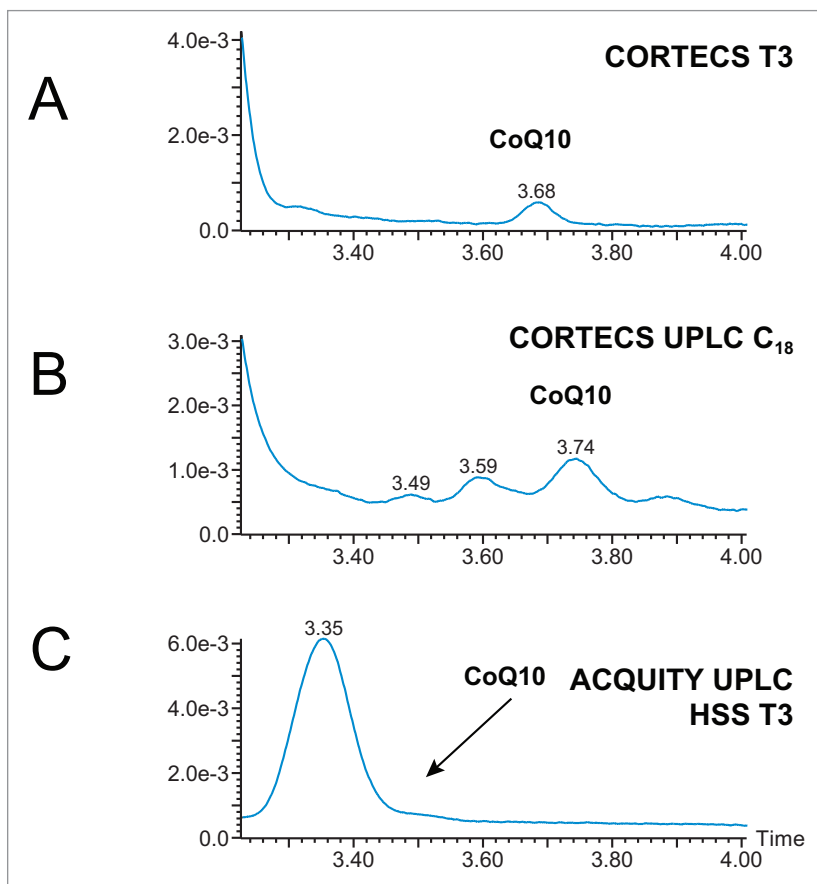 A
CORTECS T3
CoQ10
4.0e-3
2.0e-3
0.0
3.68
3.40
3.60
3.80
4.00
B
CORTECS UPLC C18
CoQ10
3.0e-3
2.0e-3
1.0e-3
0.0
3.49
3.59
3.74
3.40
3.60
3.80
4.00
C
ACQUITY UPLC
HSS T3
CoQ10
6.0e-3
4.0e-3
2.0e-3
0.0
3.35
3.40
3.60
3.80
4.00
Time